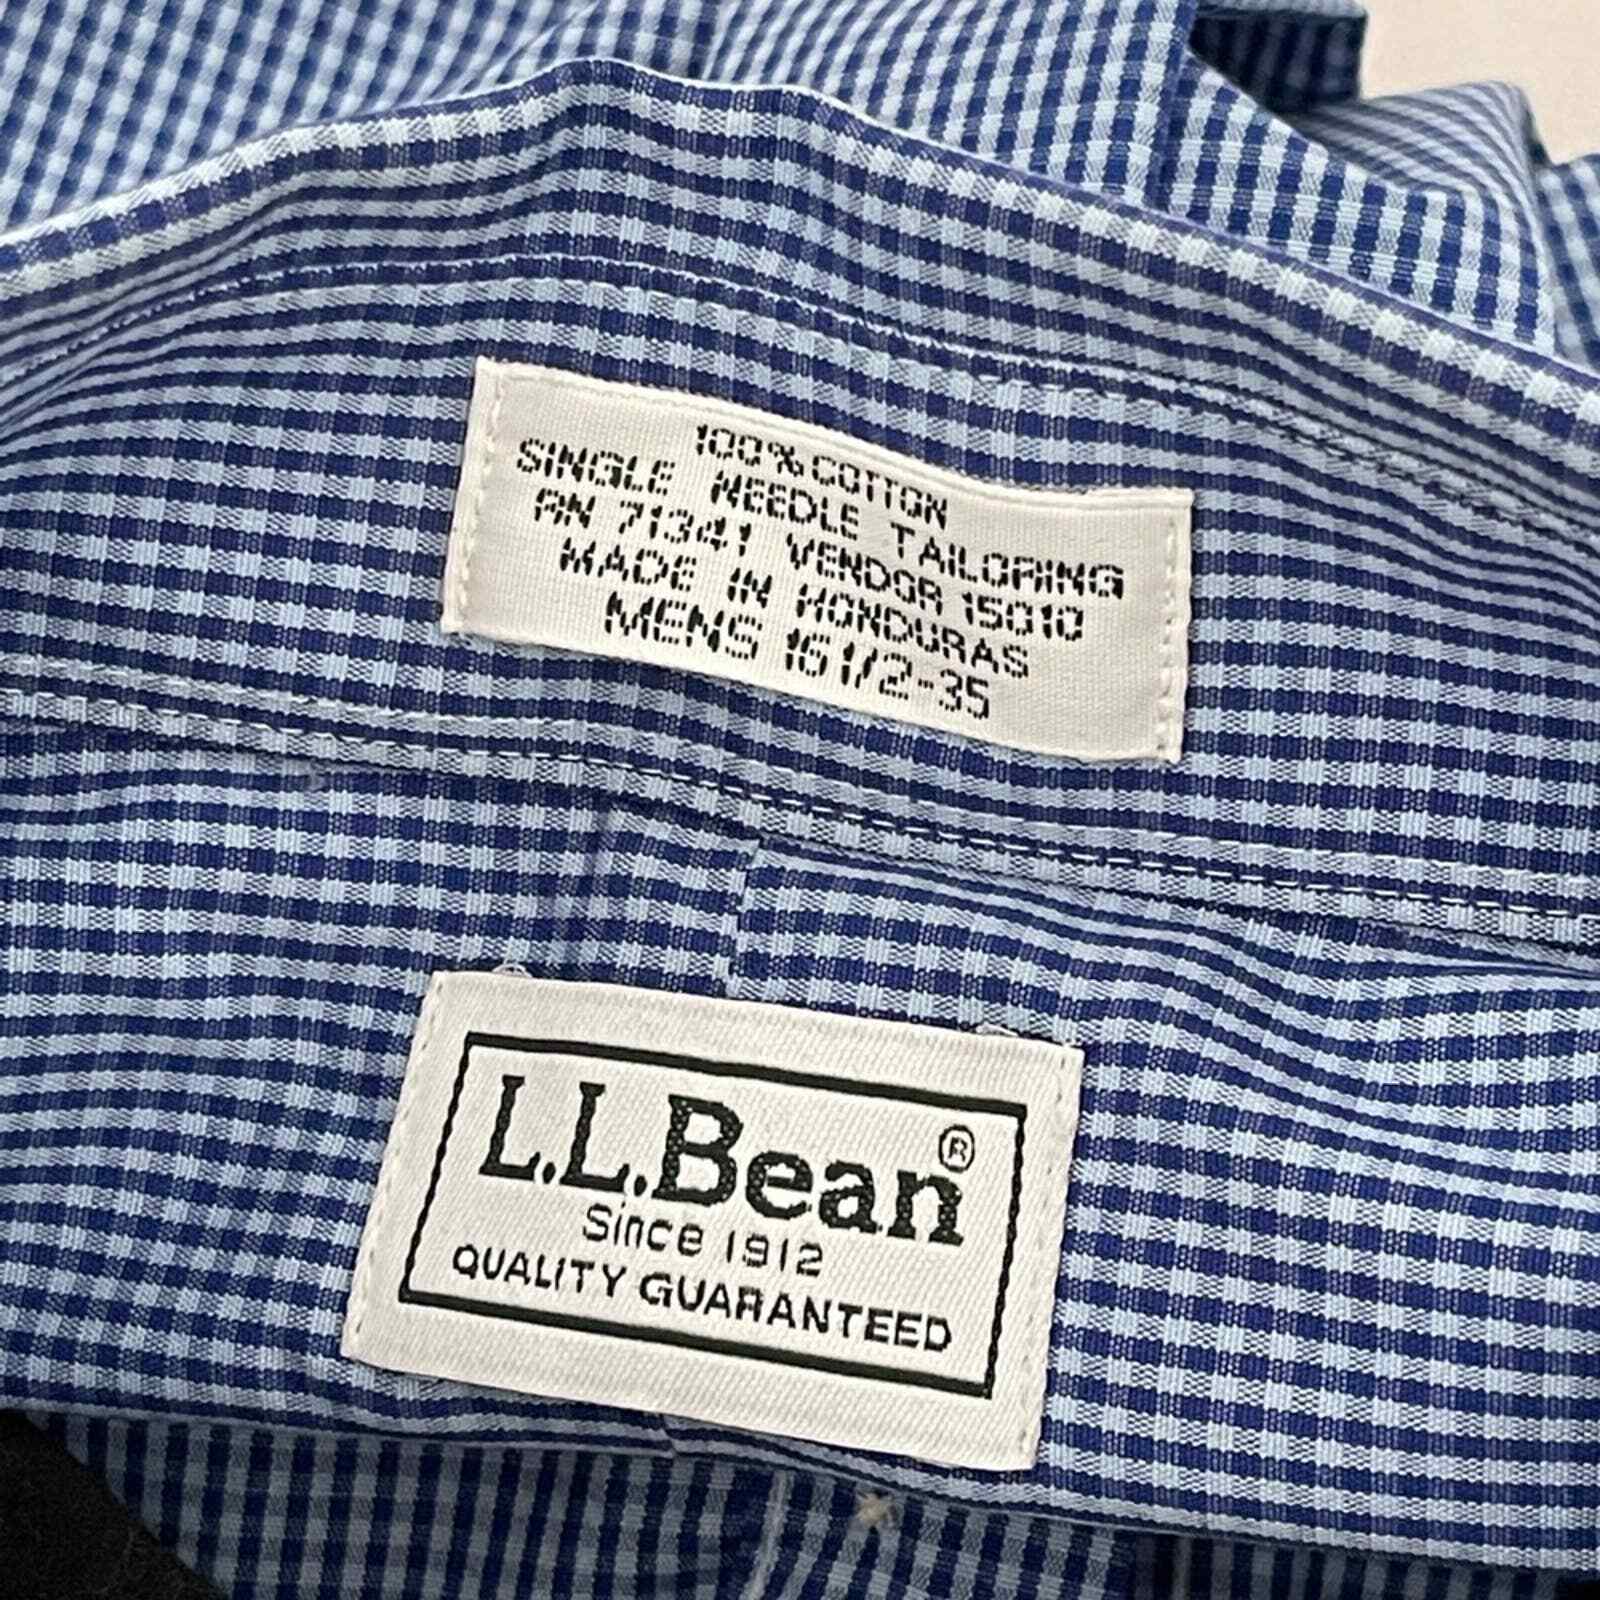 100% COTTON
SINGLE NEEDLE TAILORING
RN 71341 VENDOR 15010
MADE IN HONDURAS
MENS 16 1/2-35
L.L.Bean®
Since 1912
QUALITY GUARANTEED